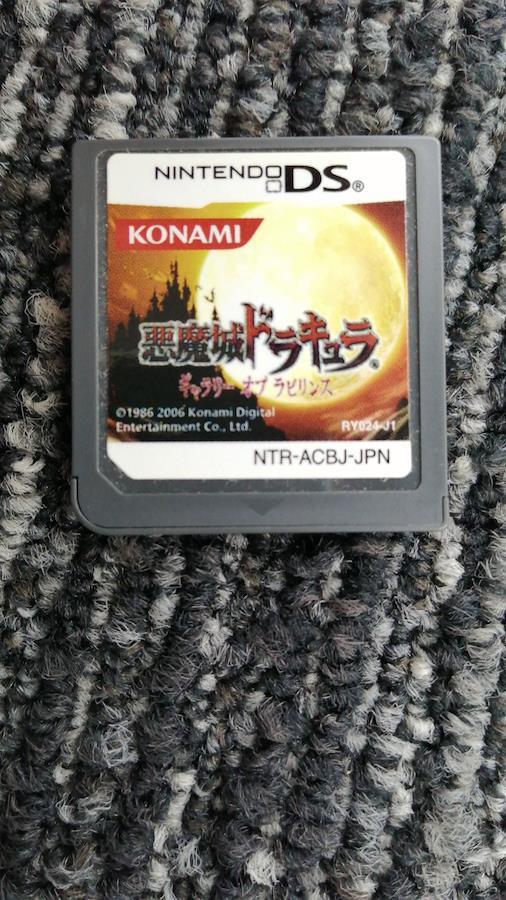 NINTENDO DS®
KONAMI
悪魔城ドラキュラ®
ギャラリー オブ ラビリンス
©1986 2006 Konami Digital
Entertainment Co., Ltd.
RY024-J1
NTR-ACBJ-JPN